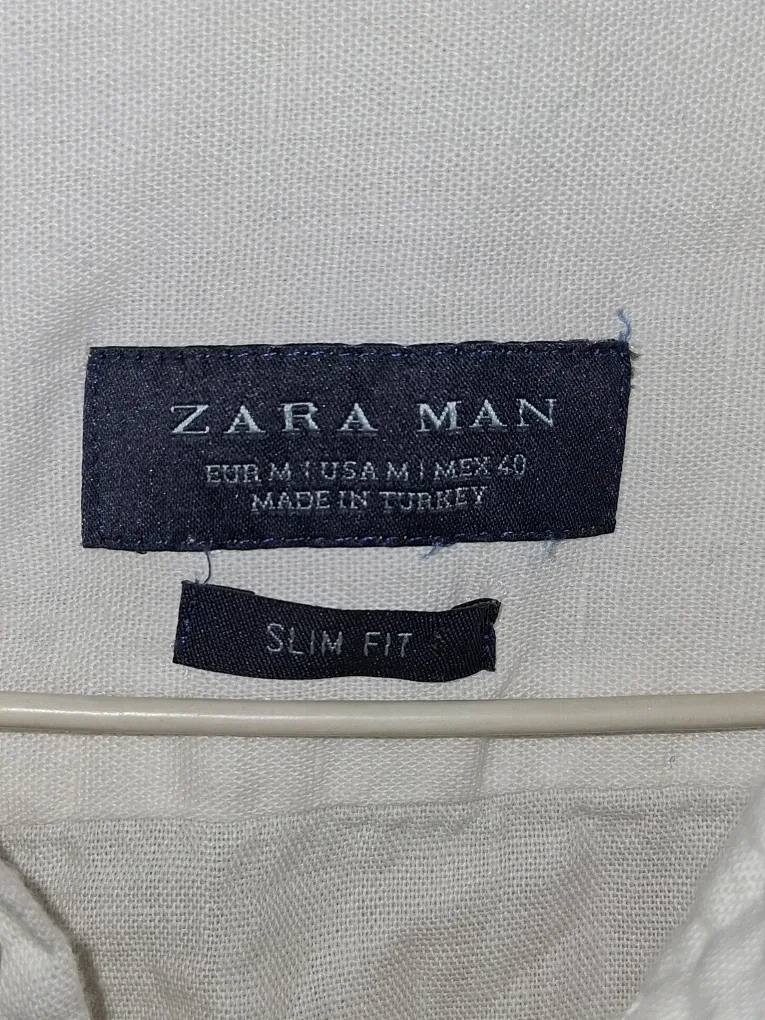 ZARA MAN
EUR M | USA M | MEX 40
MADE IN TURKEY
SLIM FIT